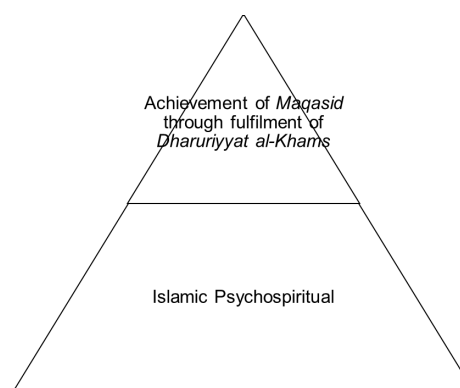 Achievement of Maqasid
through fulfilment of
Dharuriyyat al-Khams
Islamic Psychospiritual